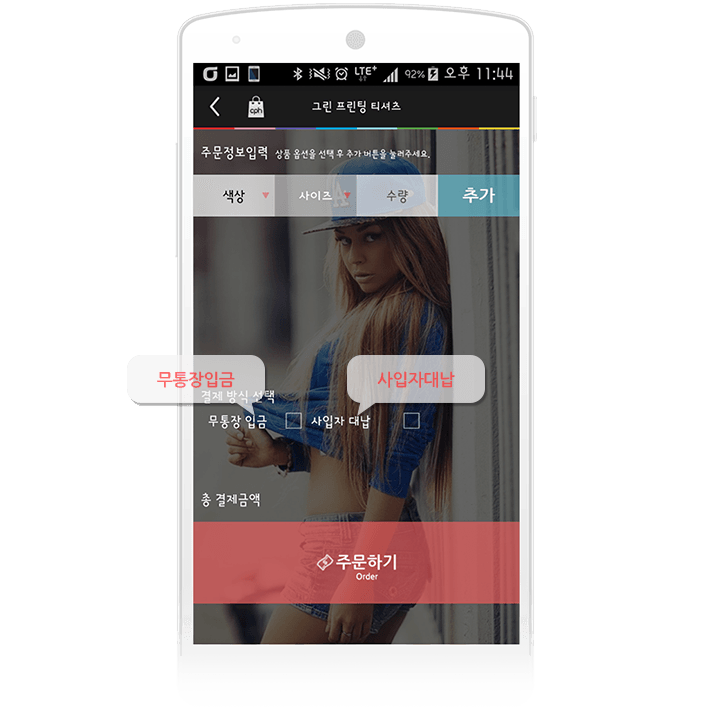 LTE+ 92% 오후 11:44
cph 그린 프린팅 티셔츠
주문정보입력 상품 옵션을 선택 후 추가 버튼을 눌러주세요.
색상 사이즈 수량 추가
무통장입금 사입자대납
결제 방식 선택
무통장 입금 사입자 대납
총 결제금액
주문하기
Order